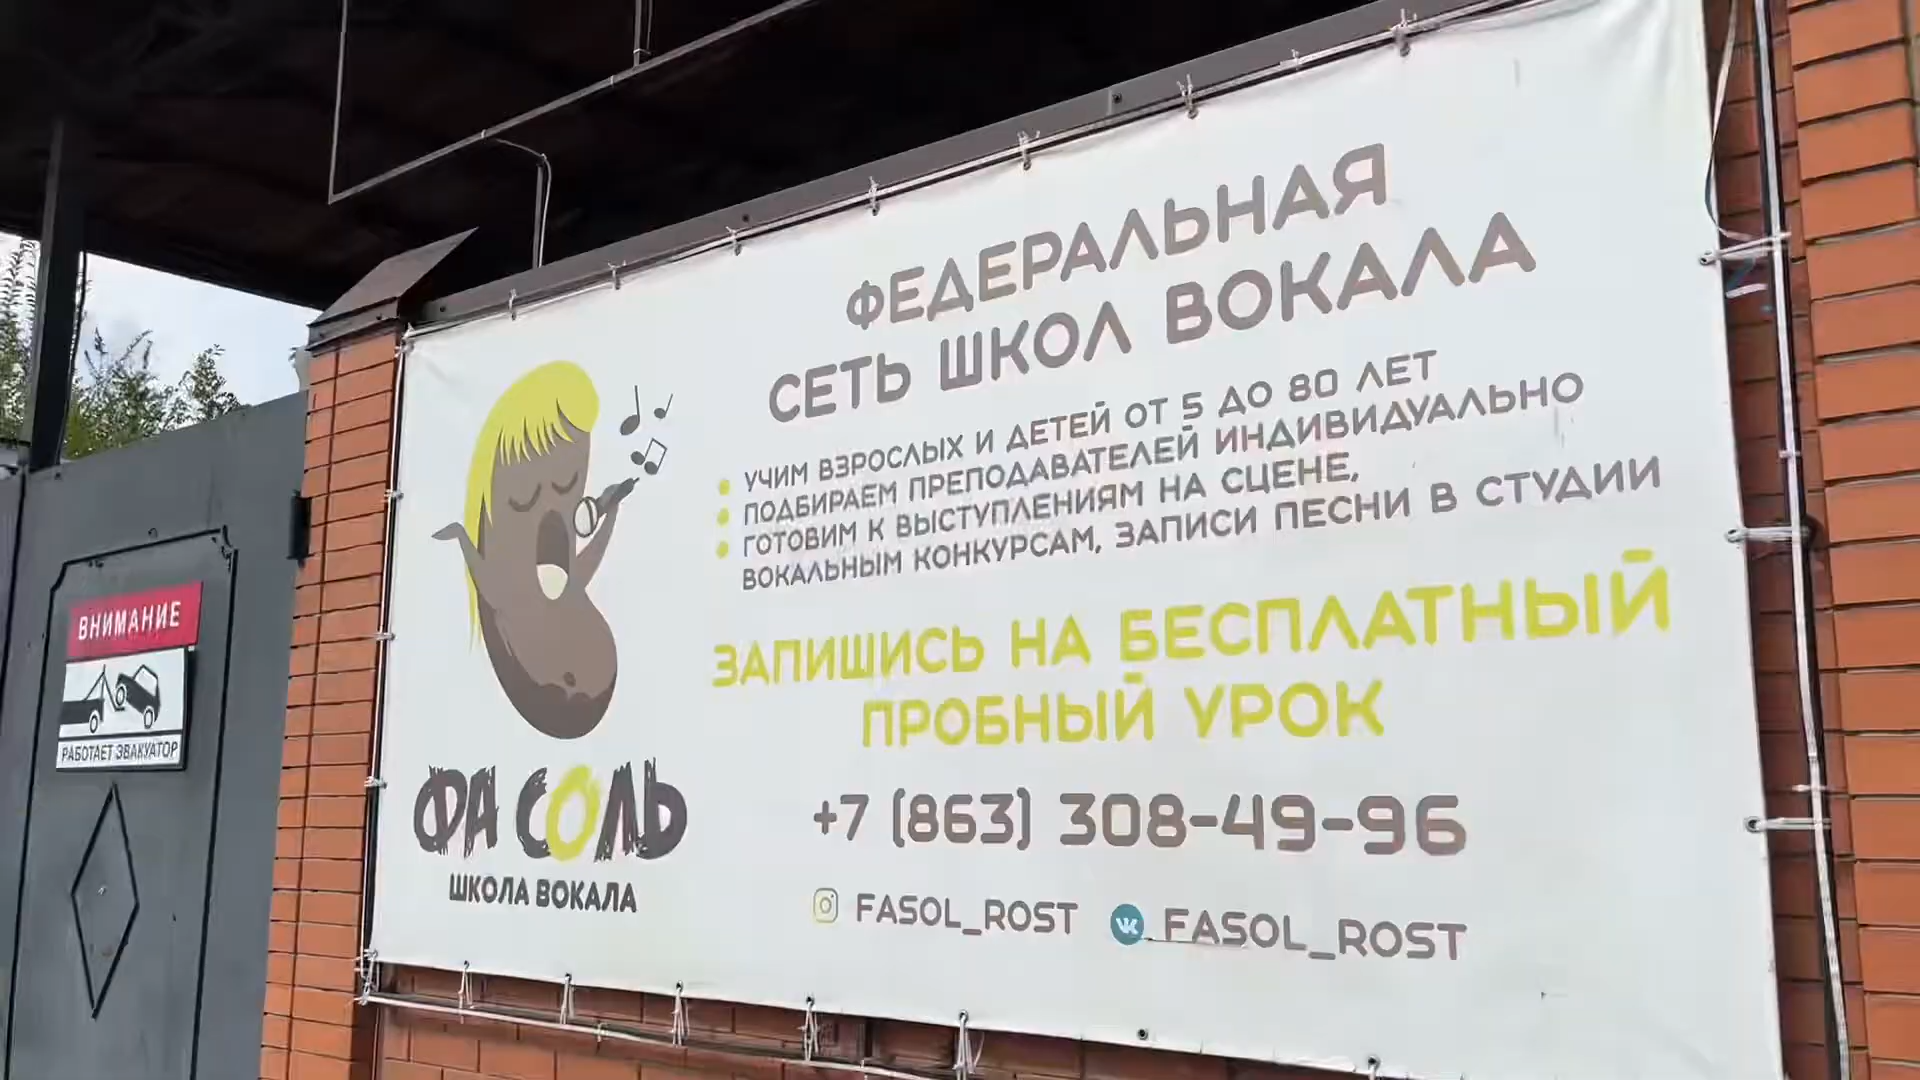 ВНИМАНИЕ
РАБОТАЕТ ЭВАКУАТОР
ФА СОЛЬ
ШКОЛА ВОКАЛА
ФЕДЕРАЛЬНАЯ
СЕТЬ ШКОЛ ВОКАЛА
УЧИМ ВЗРОСЛЫХ И ДЕТЕЙ ОТ 5 ДО 80 ЛЕТ
ПОДБИРАЕМ ПРЕПОДАВАТЕЛЕЙ ИНДИВИДУАЛЬНО
ГОТОВИМ К ВЫСТУПЛЕНИЯМ НА СЦЕНЕ,
ВОКАЛЬНЫМ КОНКУРСАМ, ЗАПИСИ ПЕСНИ В СТУДИИ
ЗАПИШИСЬ НА БЕСПЛАТНЫЙ
ПРОБНЫЙ УРОК
+7 (863) 308-49-96
FASOL_ROST FASOL_ROST